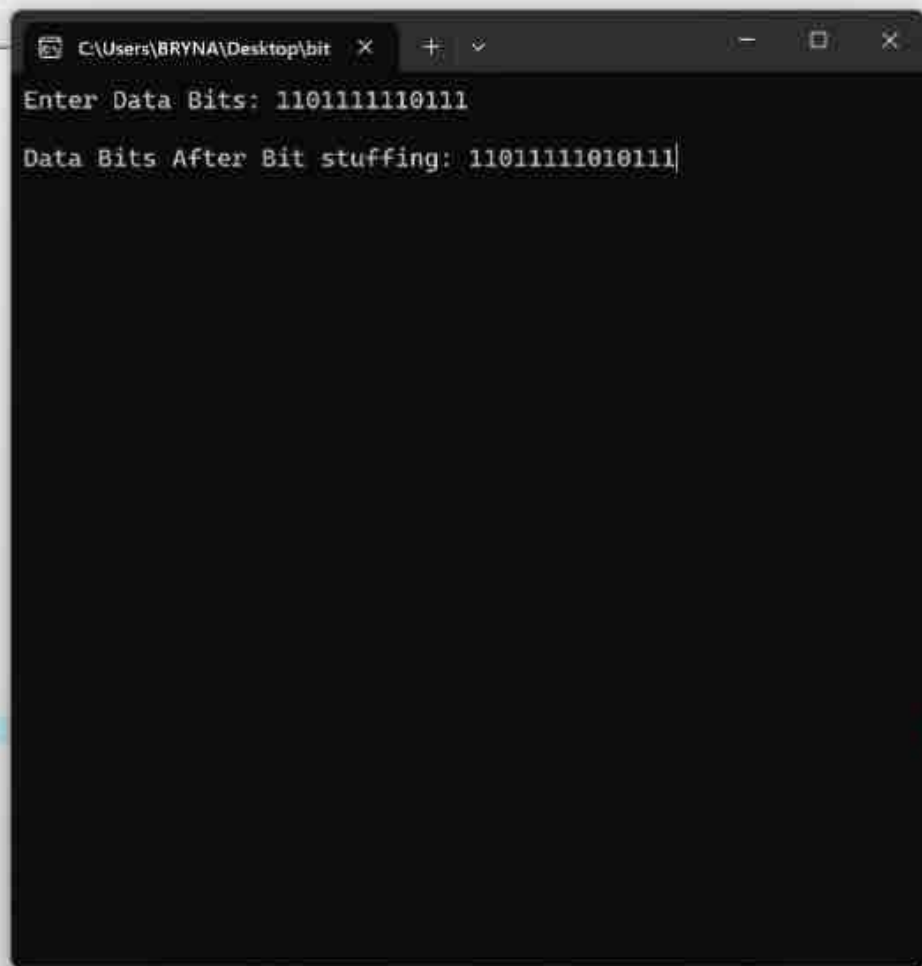 C:\Users\BRYNA\Desktop\bit
Enter Data Bits: 1101111110111
Data Bits After Bit stuffing: 11011111010111